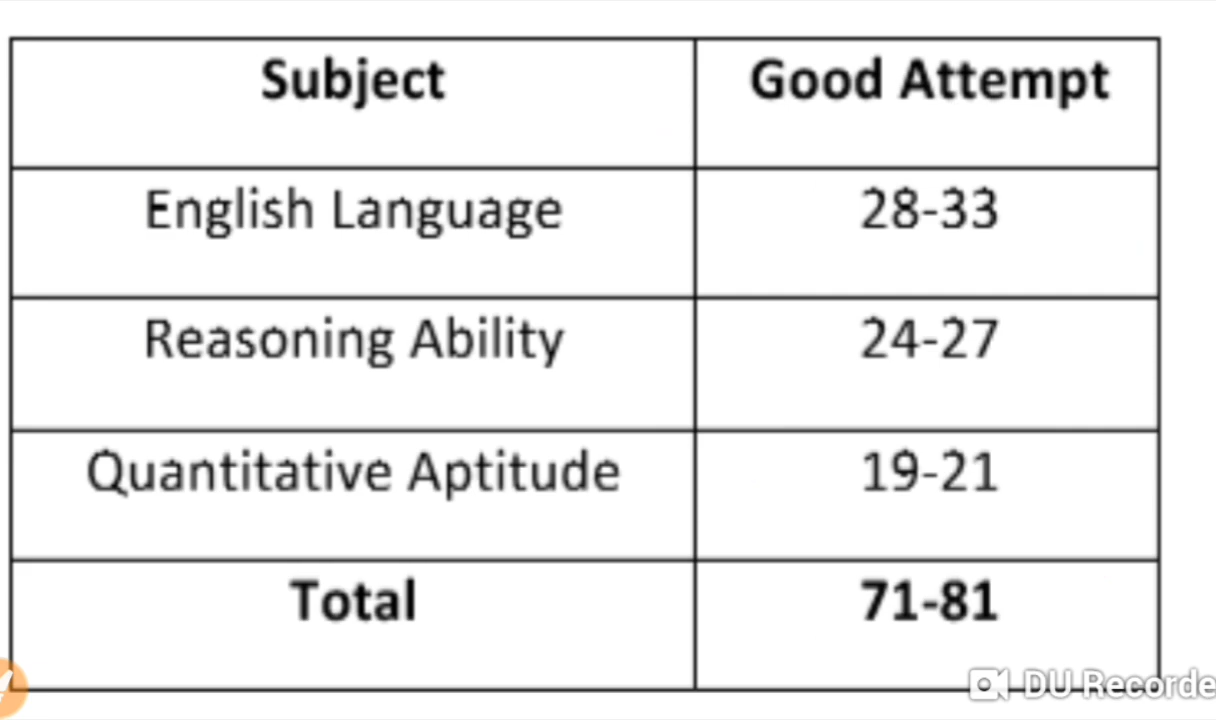 Subject Good Attempt
English Language 28-33
Reasoning Ability 24-27
Quantitative Aptitude 19-21
Total 71-81
DU Recorde